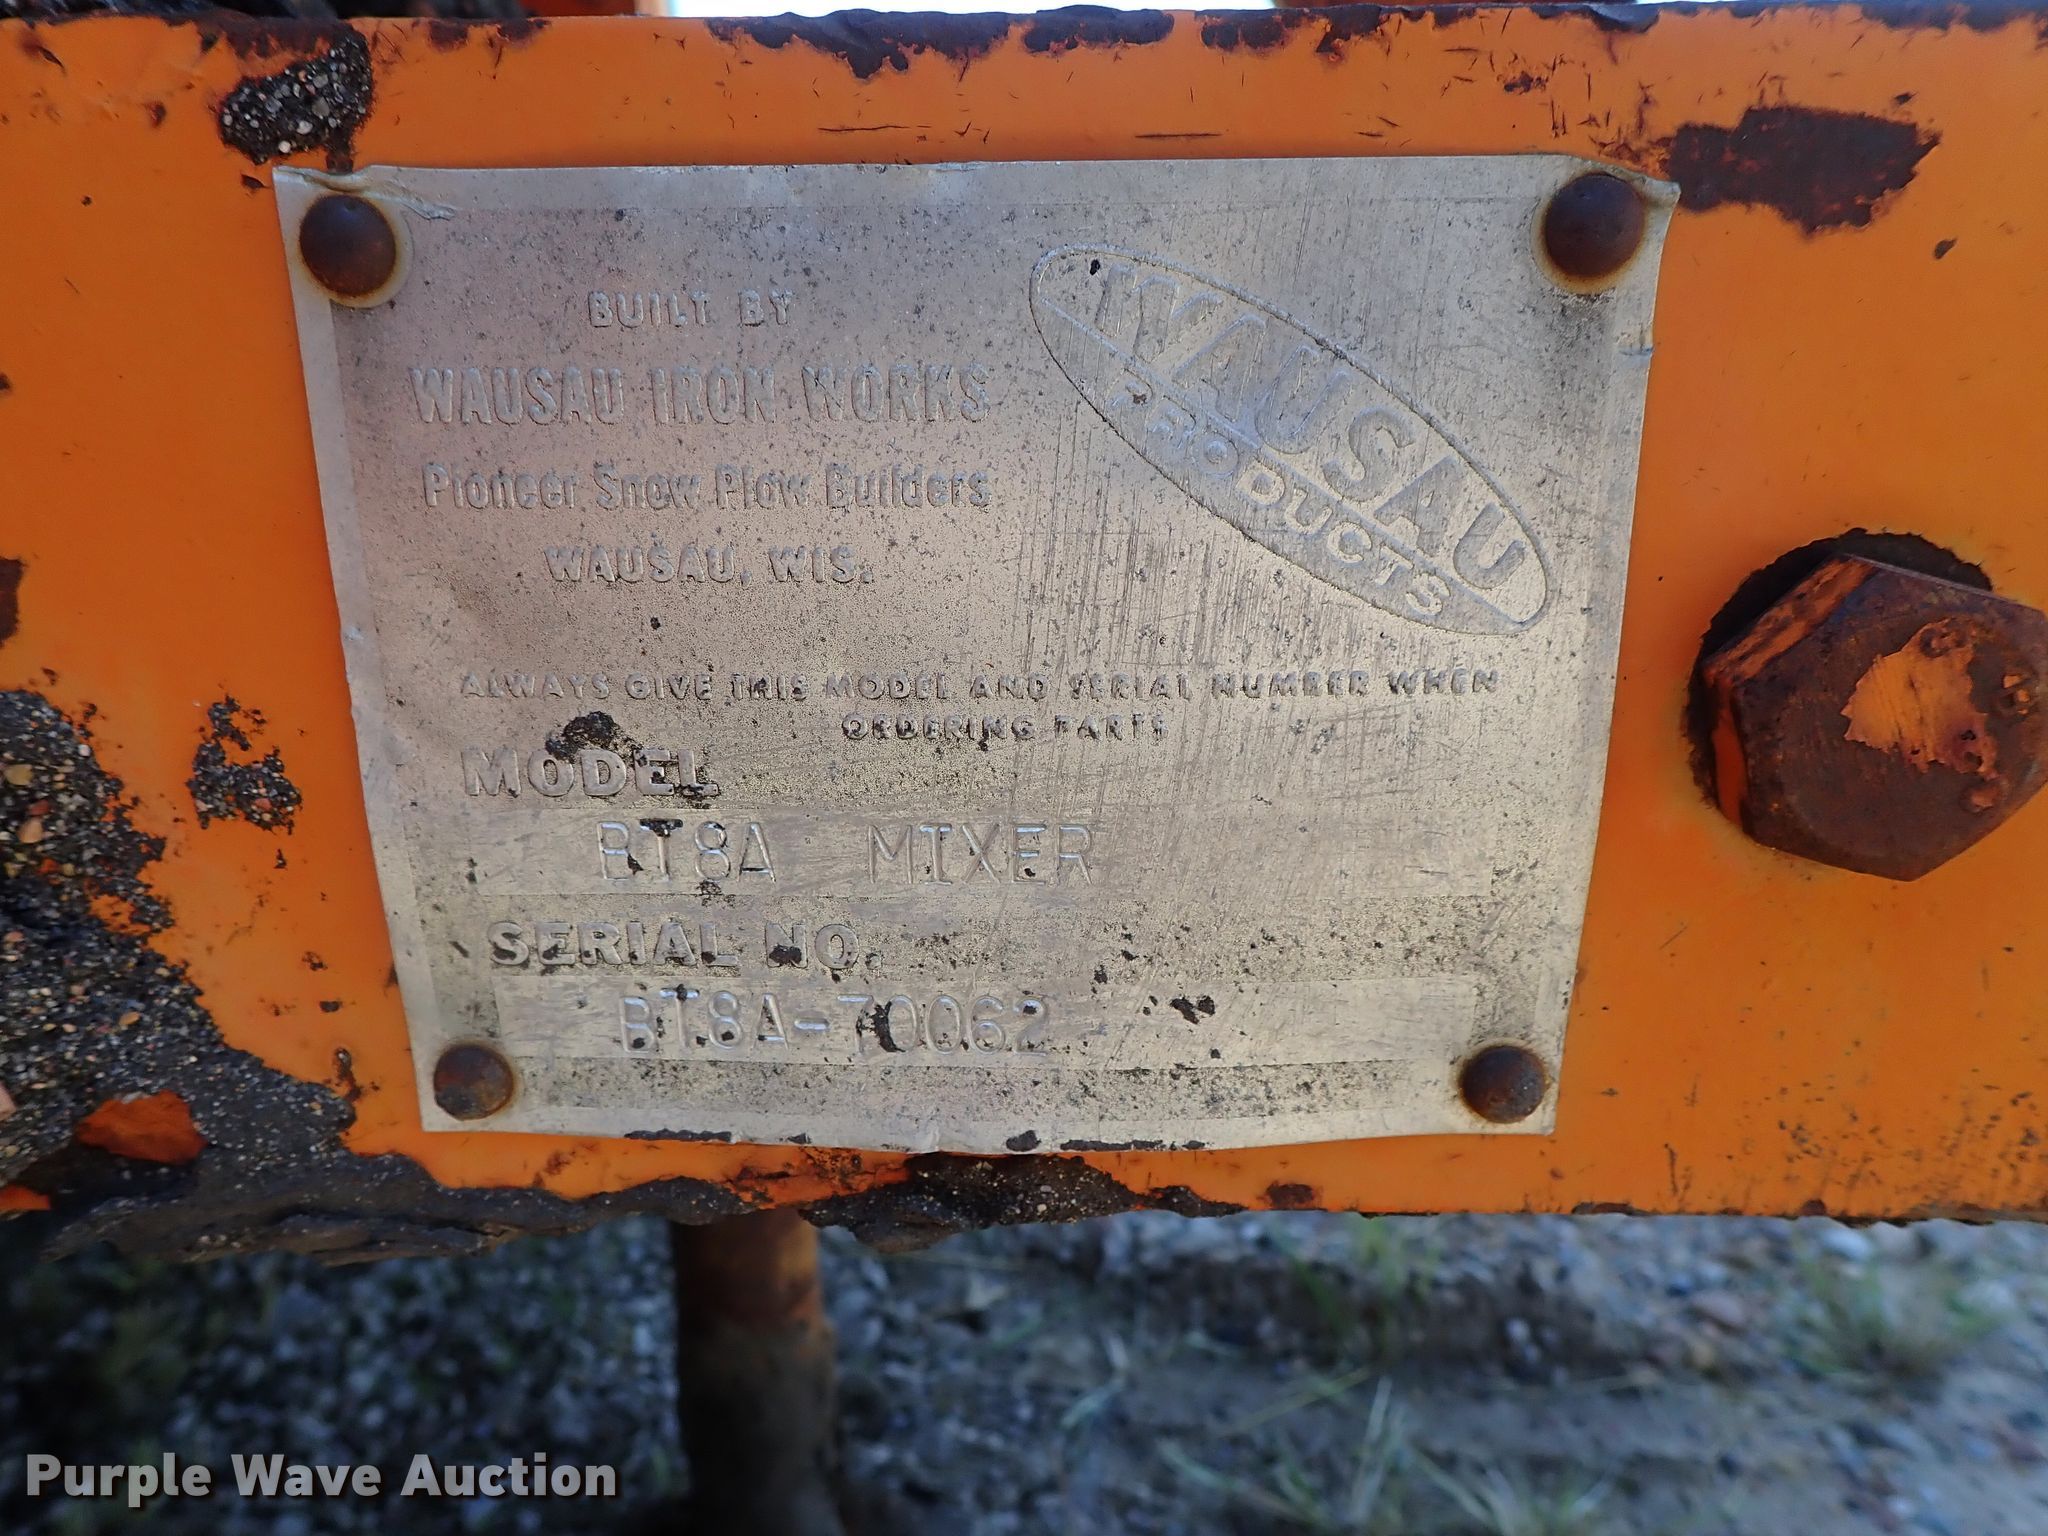 BUILT BY
WAUSAU IRON WORKS
Pioneer Snow Plow Builders
WAUSAU, WIS.
WAUSAU
PRODUCTS
ALWAYS GIVE THIS MODEL AND SERIAL NUMBER WHEN
ORDERING PARTS
MODEL
BT8A MIXER
SERIAL NO.
BT8A-70062
Purple Wave Auction